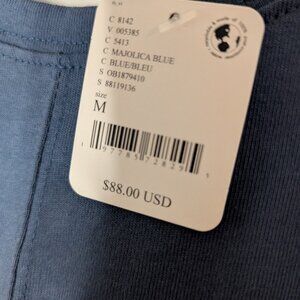 C 8142
V 005385
C 5413
C MAJOLICA BLUE
C BLUE/BLEU
S OB1879410
S 88119136
size
M
$88.00 USD